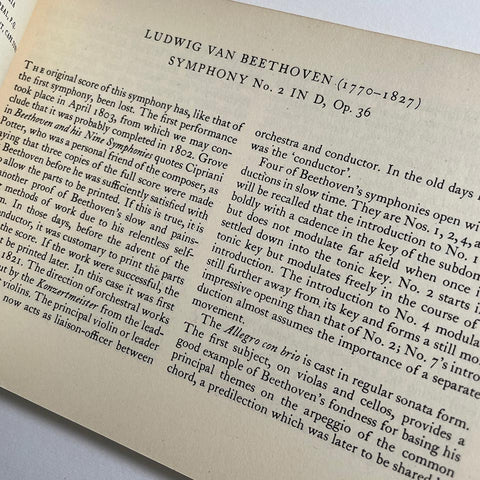 LUDWIG VAN BEETHOVEN (1770–1827)
SYMPHONY No. 2 IN D, Op. 36
THE original score of this symphony has, like that of
the first symphony, been lost. The first performance
took place in April 1803, from which we may con-
clude that it was probably completed in 1802. Grove
in Beethoven and his Nine Symphonies quotes Cipriani
Potter, who was a personal friend of the composer, as
ying that three copies of the full score were made
Beethoven before he was sufficiently satisfied with
o allow the parts to be printed. If this is true, it is
another proof of Beethoven's slow and pains-
methods of work due to his relentless self-
m. In those days, before the advent of the
onductor, it was customary to print the parts
the score. If the work were successful, the
t be printed later. In this case it was first
1821. The direction of orchestral works
ut by the Konzertmeister from the lead-
violins. The principal violin or leader
now acts as liaison-officer between
orchestra and conductor. In the old days
was the 'conductor'.
Four of Beethoven's symphonies open wi
ductions in slow time. They are Nos. 1, 2, 4, a
will be recalled that the introduction to No. 1
boldly with a cadence in the key of the subdom
but does not modulate far afield when once i
settled down into the tonic key. No. 2 starts in
tonic key but modulates freely in the course of
introduction. The introduction to No. 4 modula
still further away from its key and forms a still mo
impressive opening than that of No. 2; No. 7's intro
duction almost assumes the importance of a separate
movement.
The Allegro con brio is cast in regular sonata form.
The first subject, on violas and cellos, provides a
good example of Beethoven's fondness for basing his
principal themes on the arpeggio of the common
chord, a predilection which was later to be shared b